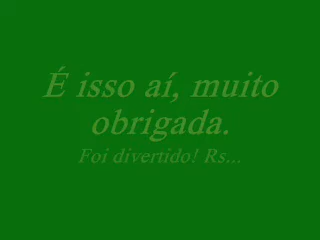 É isso aí, muito
obrigada.
Foi divertido! Rs...